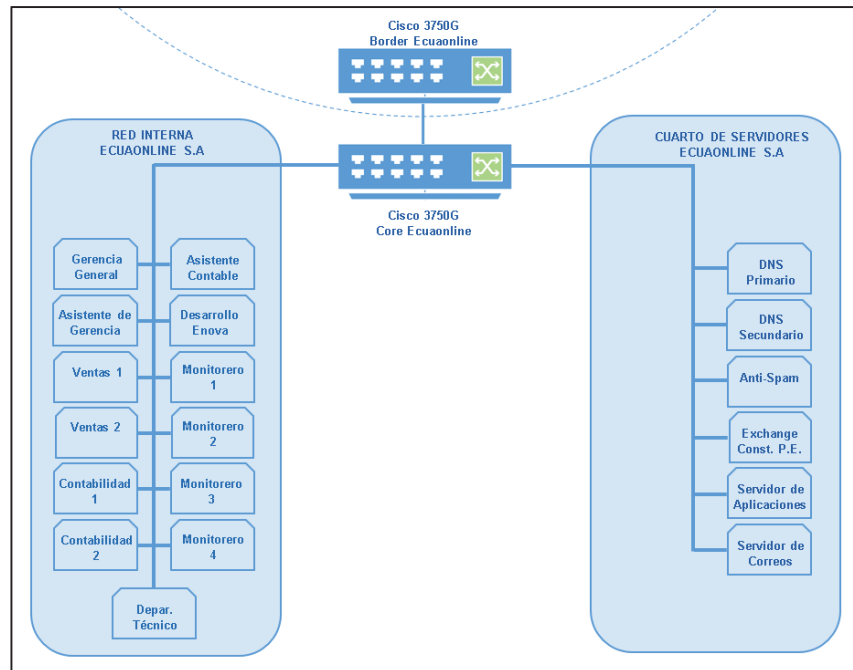 Cisco 3750G
Border Ecuaonline
RED INTERNA
ECUAONLINE S.A
CUARTO DE SERVIDORES
ECUAONLINE S.A
Cisco 3750G
Core Ecuaonline
Gerencia
General
Asistente
Contable
Asistente de
Gerencia
Desarrollo
Enova
Ventas 1
Monitorero
1
Ventas 2
Monitorero
2
Contabilidad
1
Monitorero
3
Contabilidad
2
Monitorero
4
Depar.
Técnico
DNS
Primario
DNS
Secundario
Anti-Spam
Exchange
Const. P.E.
Servidor de
Aplicaciones
Servidor de
Correos